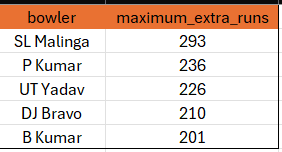 bowler maximum_extra_runs
SL Malinga 293
P Kumar 236
UT Yadav 226
DJ Bravo 210
B Kumar 201